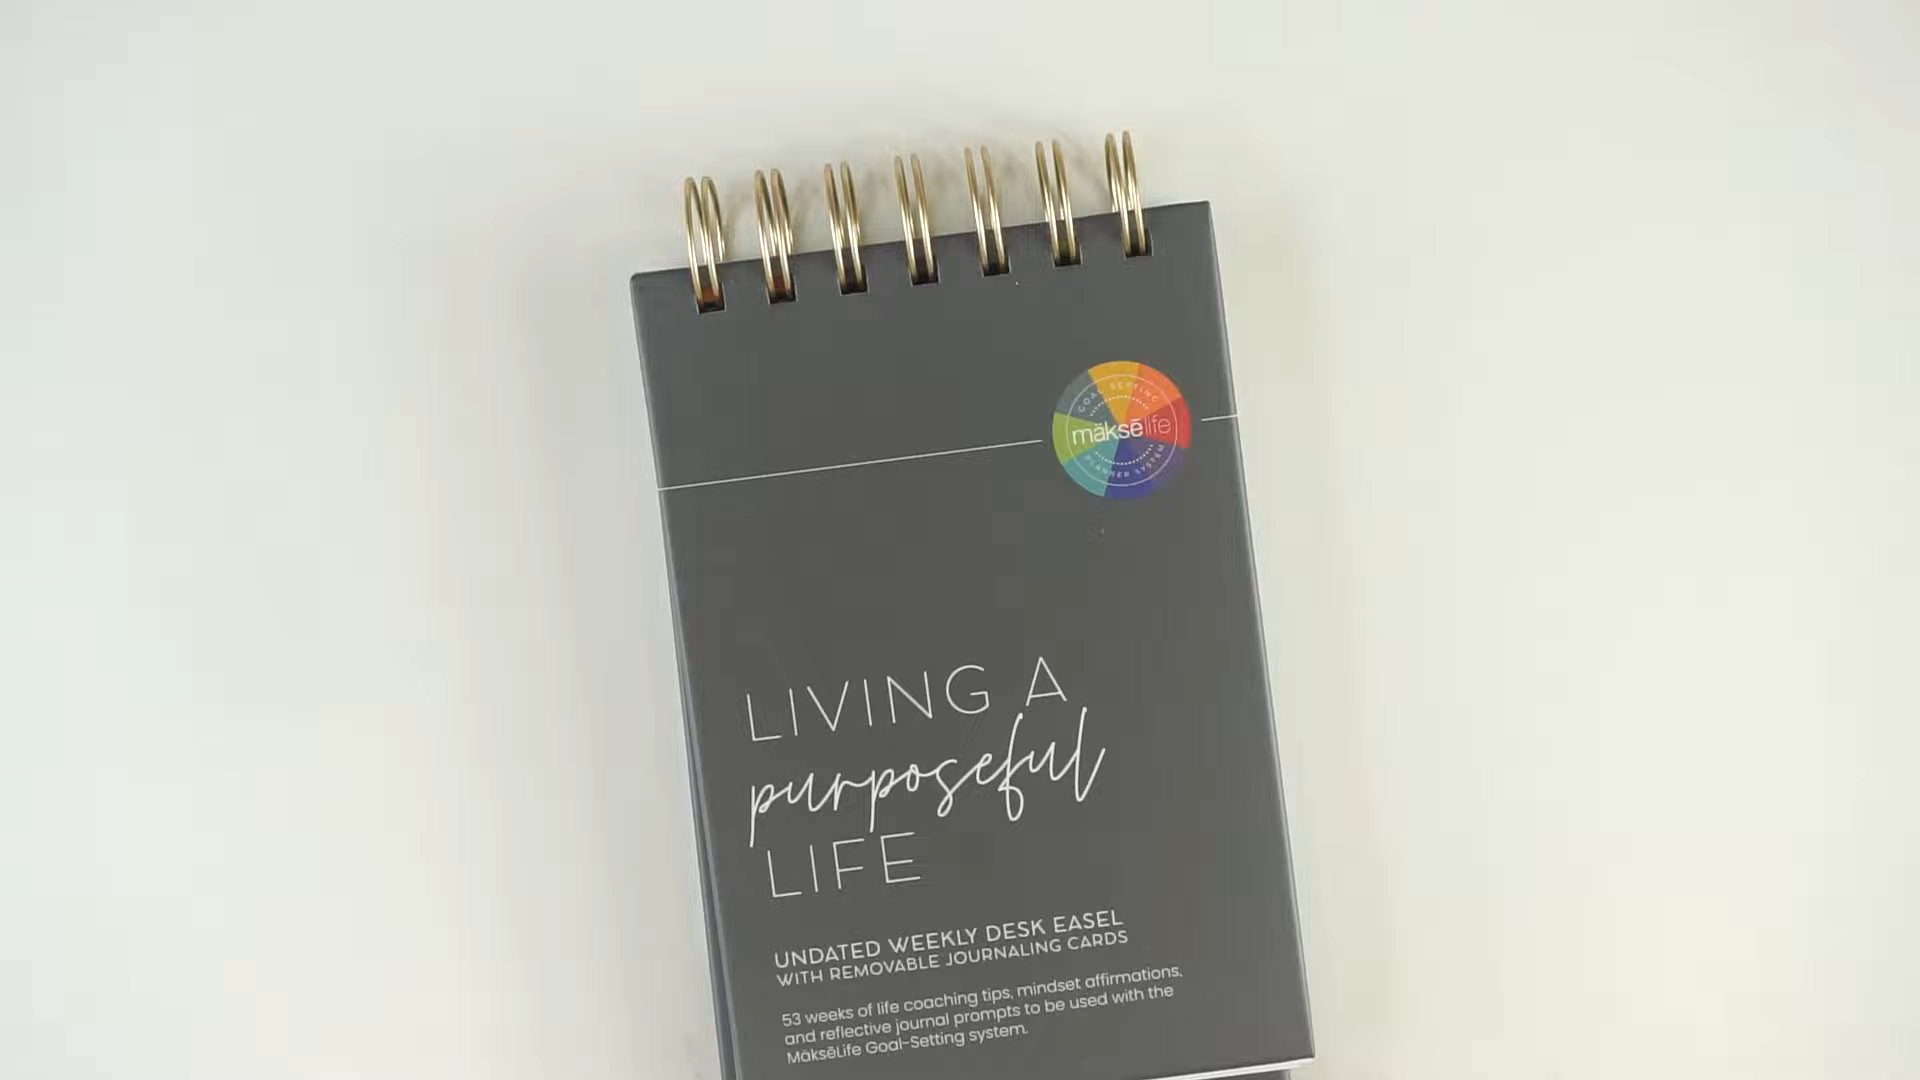 GOAL SETTING
mäksēlife
PLANNER SYSTEM
LIVING A
purposeful
LIFE
UNDATED WEEKLY DESK EASEL
WITH REMOVABLE JOURNALING CARDS
53 weeks of life coaching tips, mindset affirmations,
and reflective journal prompts to be used with the
MäksēLife Goal-Setting system.